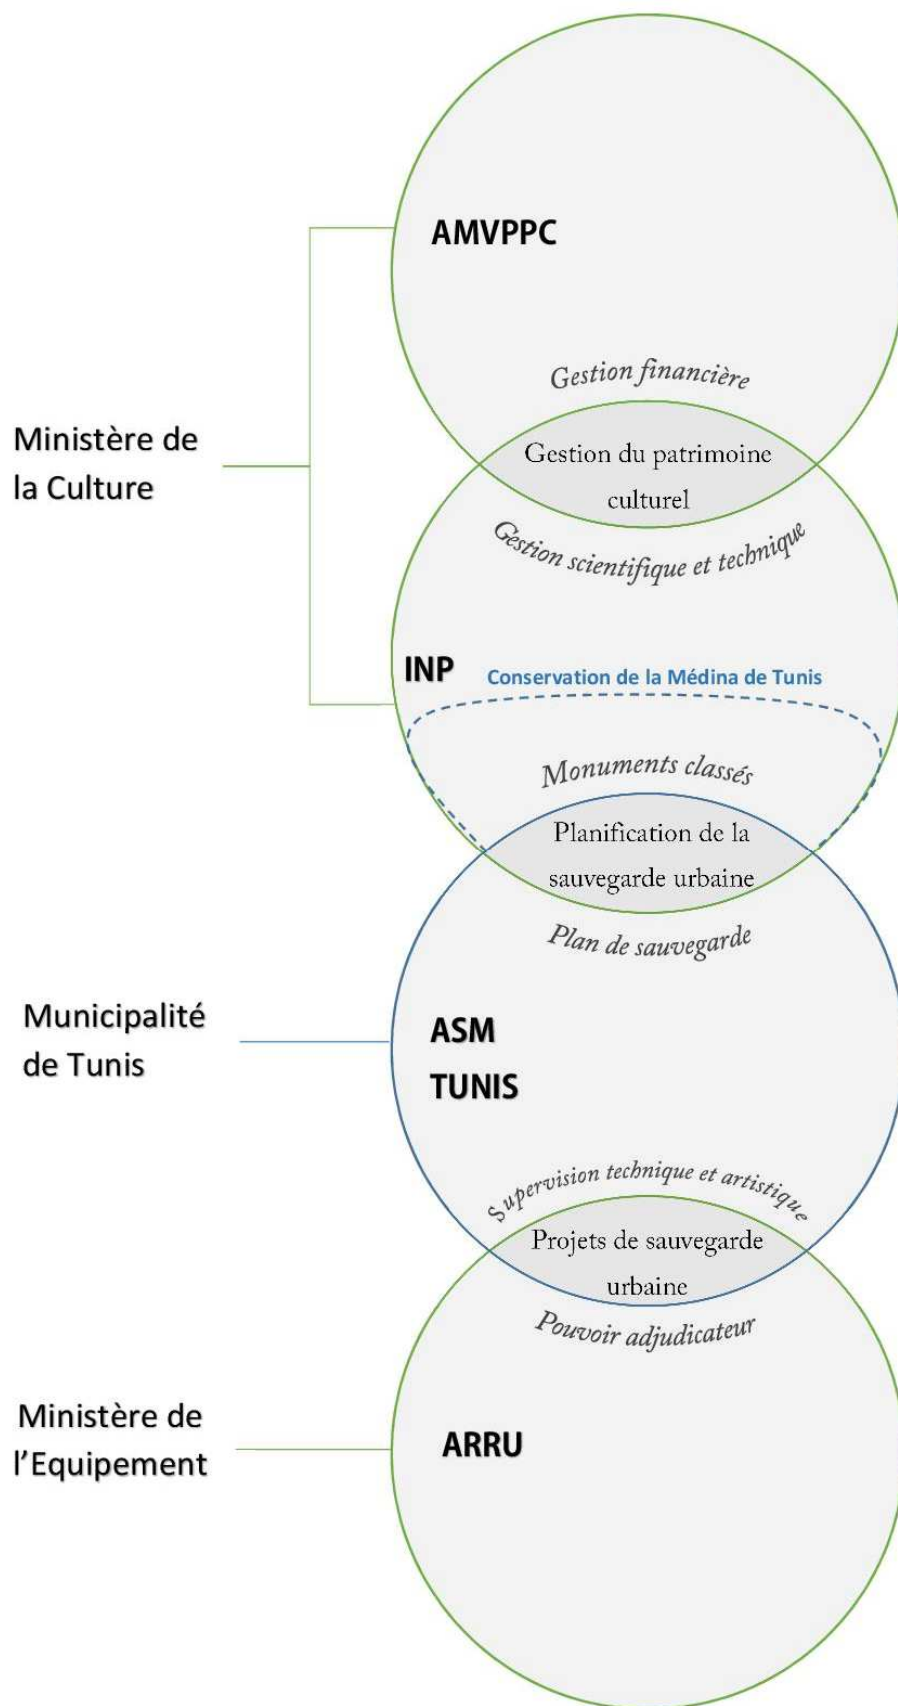 AMVPPC
Gestion financière
Ministère de
la Culture
Gestion du patrimoine
culturel
Gestion scientifique et technique
INP
Conservation de la Médina de Tunis
Monuments classés
Planification de la
sauvegarde urbaine
Plan de sauvegarde
Municipalité
de Tunis
ASM
TUNIS
Supervision technique et artistique
Projets de sauvegarde
urbaine
Pouvoir adjudicateur
Ministère de
l'Equipement
ARRU